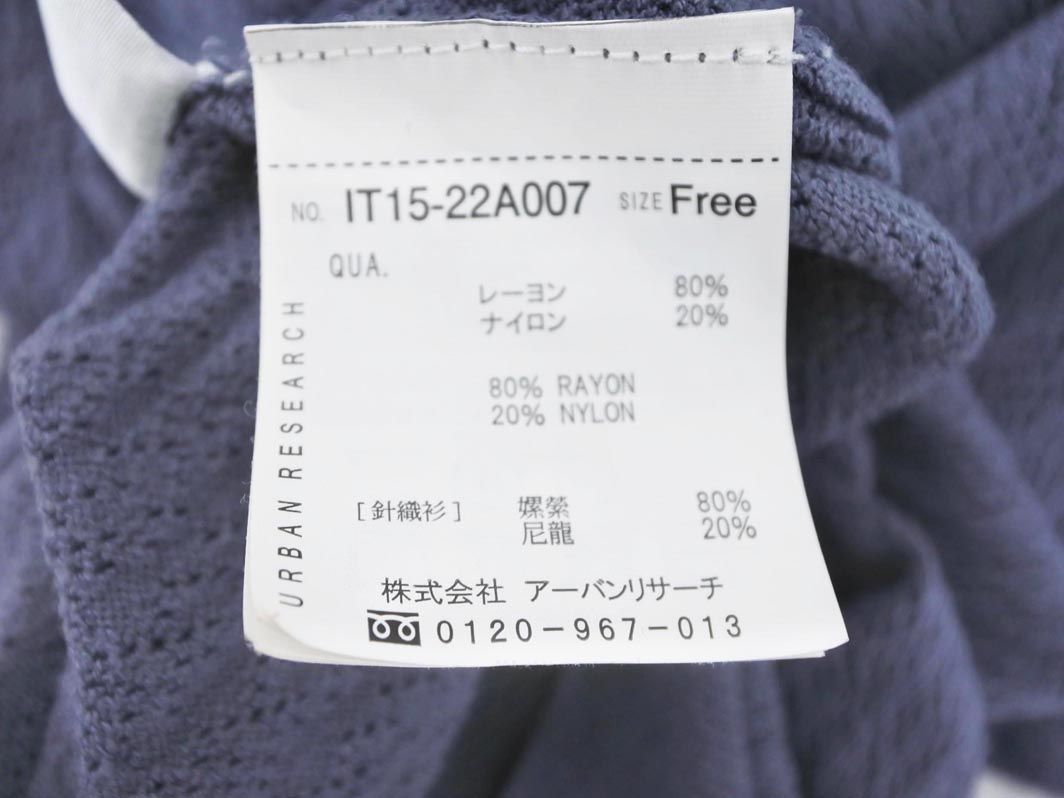 NO. IT15-22A007 SIZE Free
QUA.
レーヨン 80%
ナイロン 20%
80% RAYON
20% NYLON
[針織衫] 嫘縈 80%
尼龍 20%
URBAN RESEARCH
株式会社 アーバンリサーチ
0120-967-013